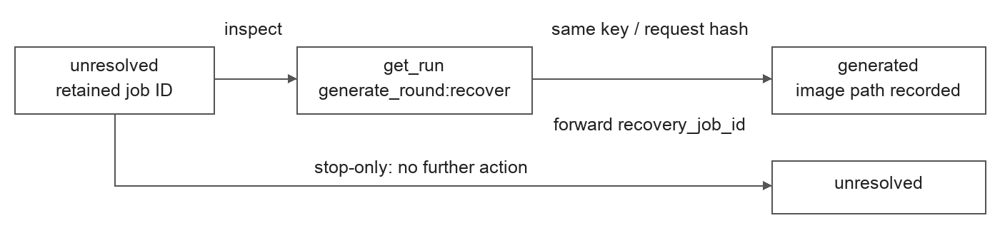 inspect
same key / request hash
unresolved
retained job ID
get_run
generate_round:recover
generated
image path recorded
forward recovery_job_id
stop-only: no further action
unresolved